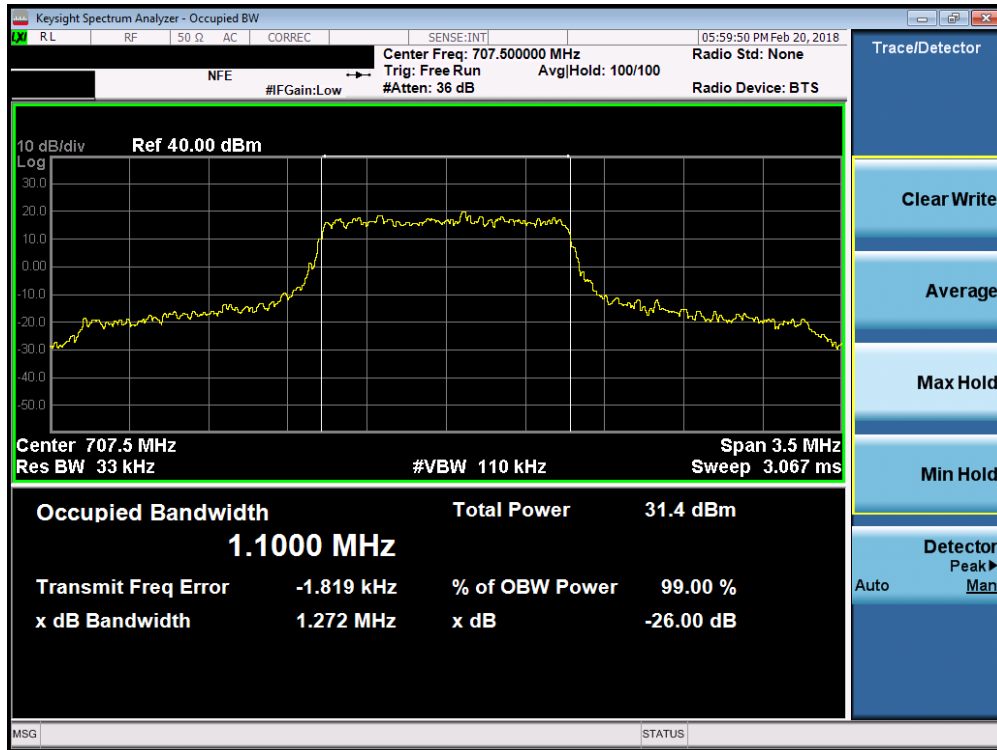 Keysight Spectrum Analyzer - Occupied BW
LXI RL RF 50 Ω AC CORREC SENSE:INT 05:59:50 PM Feb 20, 2018
Center Freq: 707.500000 MHz Radio Std: None
NFE Trig: Free Run Avg|Hold: 100/100
#IFGain:Low #Atten: 36 dB Radio Device: BTS
10 dB/div Ref 40.00 dBm
Log
30.0
20.0
10.0
0.00
-10.0
-20.0
-30.0
-40.0
-50.0
Center 707.5 MHz Span 3.5 MHz
Res BW 33 kHz #VBW 110 kHz Sweep 3.067 ms
Occupied Bandwidth Total Power 31.4 dBm
1.1000 MHz
Transmit Freq Error -1.819 kHz % of OBW Power 99.00 %
x dB Bandwidth 1.272 MHz x dB -26.00 dB
MSG STATUS
Trace/Detector
Clear Write
Average
Max Hold
Min Hold
Detector
Peak▶
Auto Man